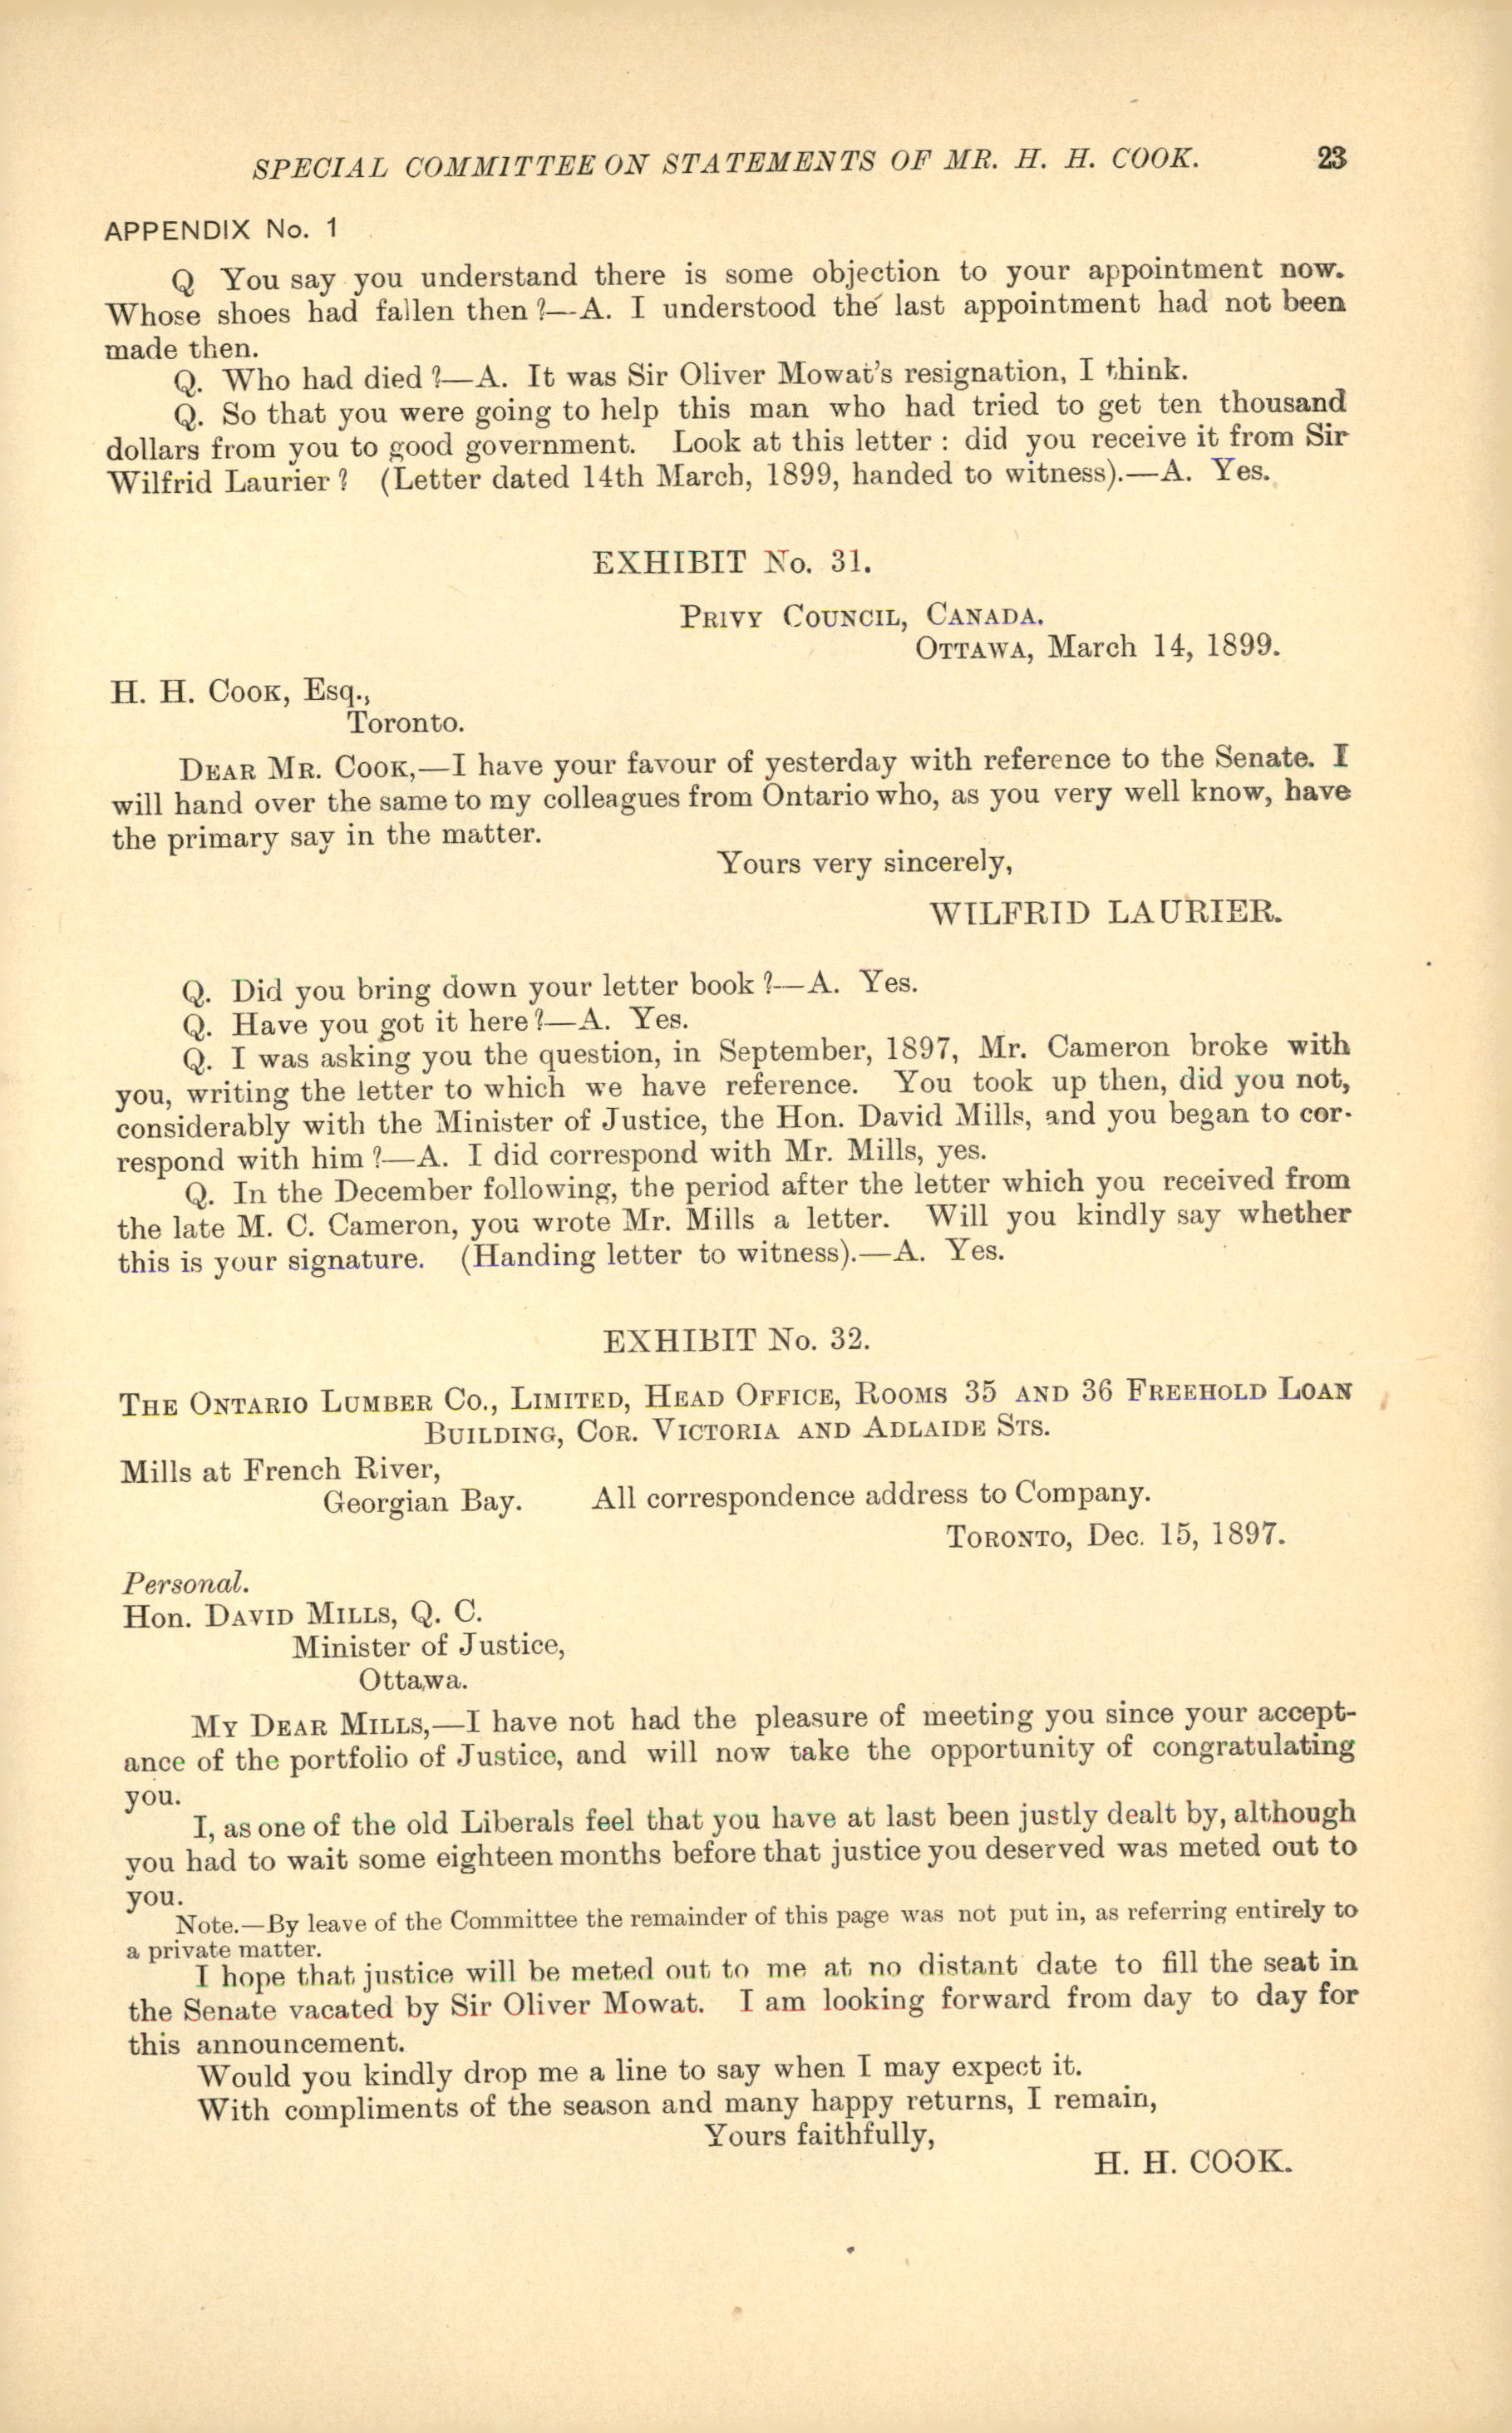 SPECIAL COMMITTEE ON STATEMENTS OF MR. H. H. COOK. 23
APPENDIX No. 1
Q You say you understand there is some objection to your appointment now.
Whose shoes had fallen then?—A. I understood the last appointment had not been
made then.
Q. Who had died?—A. It was Sir Oliver Mowat's resignation, I think.
Q. So that you were going to help this man who had tried to get ten thousand
dollars from you to good government. Look at this letter : did you receive it from Sir
Wilfrid Laurier? (Letter dated 14th March, 1899, handed to witness).—A. Yes.
EXHIBIT No. 31.
PRIVY COUNCIL, CANADA.
OTTAWA, March 14, 1899.
H. H. COOK, Esq.,
Toronto.
DEAR MR. COOK,—I have your favour of yesterday with reference to the Senate. I
will hand over the same to my colleagues from Ontario who, as you very well know, have
the primary say in the matter.
Yours very sincerely,
WILFRID LAURIER.
Q. Did you bring down your letter book?—A. Yes.
Q. Have you got it here?—A. Yes.
Q. I was asking you the question, in September, 1897, Mr. Cameron broke with
you, writing the letter to which we have reference. You took up then, did you not,
considerably with the Minister of Justice, the Hon. David Mills, and you began to cor-
respond with him?—A. I did correspond with Mr. Mills, yes.
Q. In the December following, the period after the letter which you received from
the late M. C. Cameron, you wrote Mr. Mills a letter. Will you kindly say whether
this is your signature. (Handing letter to witness).—A. Yes.
EXHIBIT No. 32.
THE ONTARIO LUMBER CO., LIMITED, HEAD OFFICE, ROOMS 35 AND 36 FREEHOLD LOAN
BUILDING, COR. VICTORIA AND ADLAIDE STS.
Mills at French River,
Georgian Bay. All correspondence address to Company.
TORONTO, Dec. 15, 1897.
Personal.
Hon. DAVID MILLS, Q. C.
Minister of Justice,
Ottawa.
MY DEAR MILLS,—I have not had the pleasure of meeting you since your accept-
ance of the portfolio of Justice, and will now take the opportunity of congratulating
you.
I, as one of the old Liberals feel that you have at last been justly dealt by, although
you had to wait some eighteen months before that justice you deserved was meted out to
you.
Note.—By leave of the Committee the remainder of this page was not put in, as referring entirely to
a private matter.
I hope that justice will be meted out to me at no distant date to fill the seat in
the Senate vacated by Sir Oliver Mowat. I am looking forward from day to day for
this announcement.
Would you kindly drop me a line to say when I may expect it.
With compliments of the season and many happy returns, I remain,
Yours faithfully,
H. H. COOK.